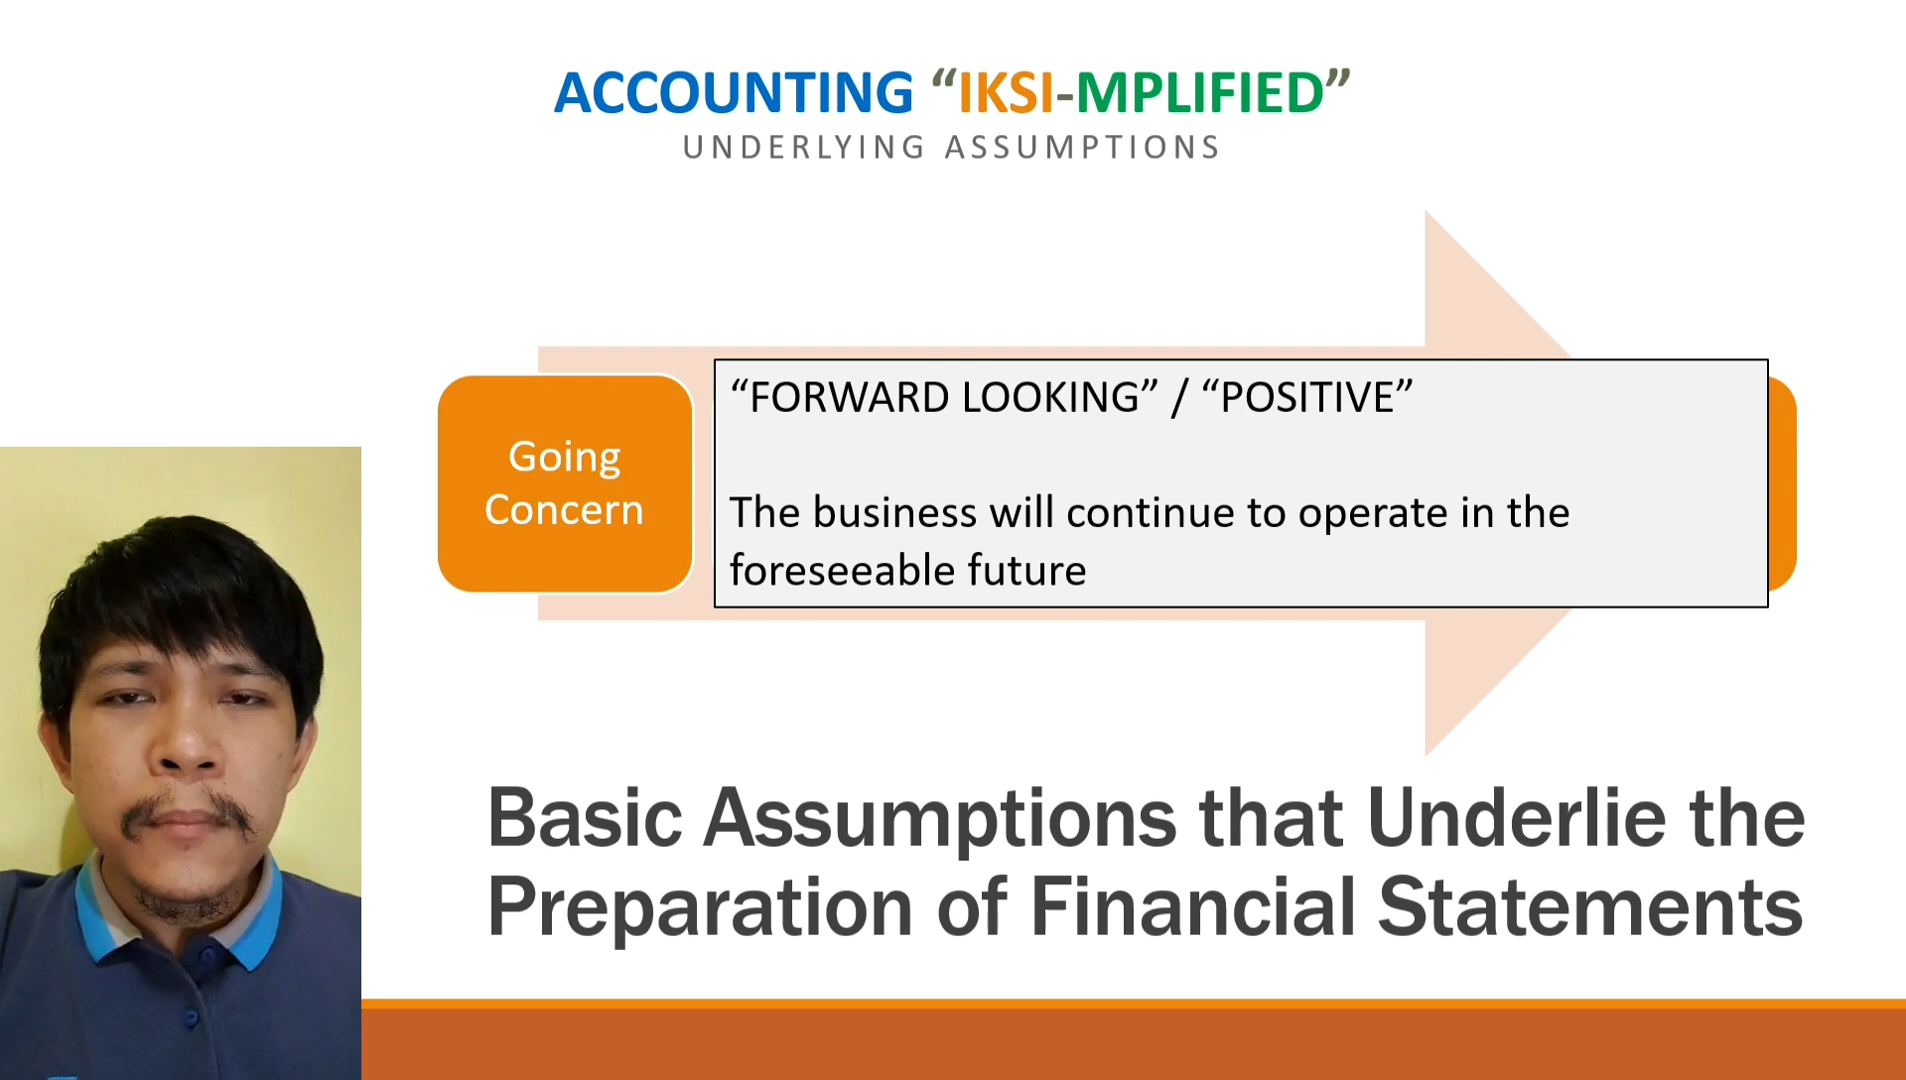 ACCOUNTING “IKSI-MPLIFIED”
UNDERLYING ASSUMPTIONS
Going
Concern
“FORWARD LOOKING” / “POSITIVE”
The business will continue to operate in the
foreseeable future
Basic Assumptions that Underlie the
Preparation of Financial Statements